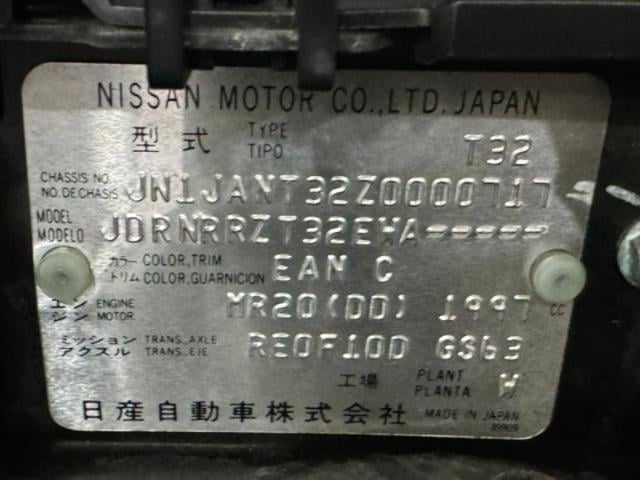 NISSAN MOTOR CO.,LTD. JAPAN
型式 TYPE TIPO T32
CHASSIS NO. NO. DE CHASIS JN1JANT32Z0000717
MODEL MODELO JDRNRRZT32EWA-----
カラー COLOR,TRIM トリム COLOR,GUARNICION EAN C
エンジン ENGINE MOTOR MR20(DD) 1997 CC
ミッション TRANS.,AXLE アクスル TRANS.,EJE RE0F10D GS63
工場 PLANT PLANTA W
日産自動車株式会社 MADE IN JAPAN
89909